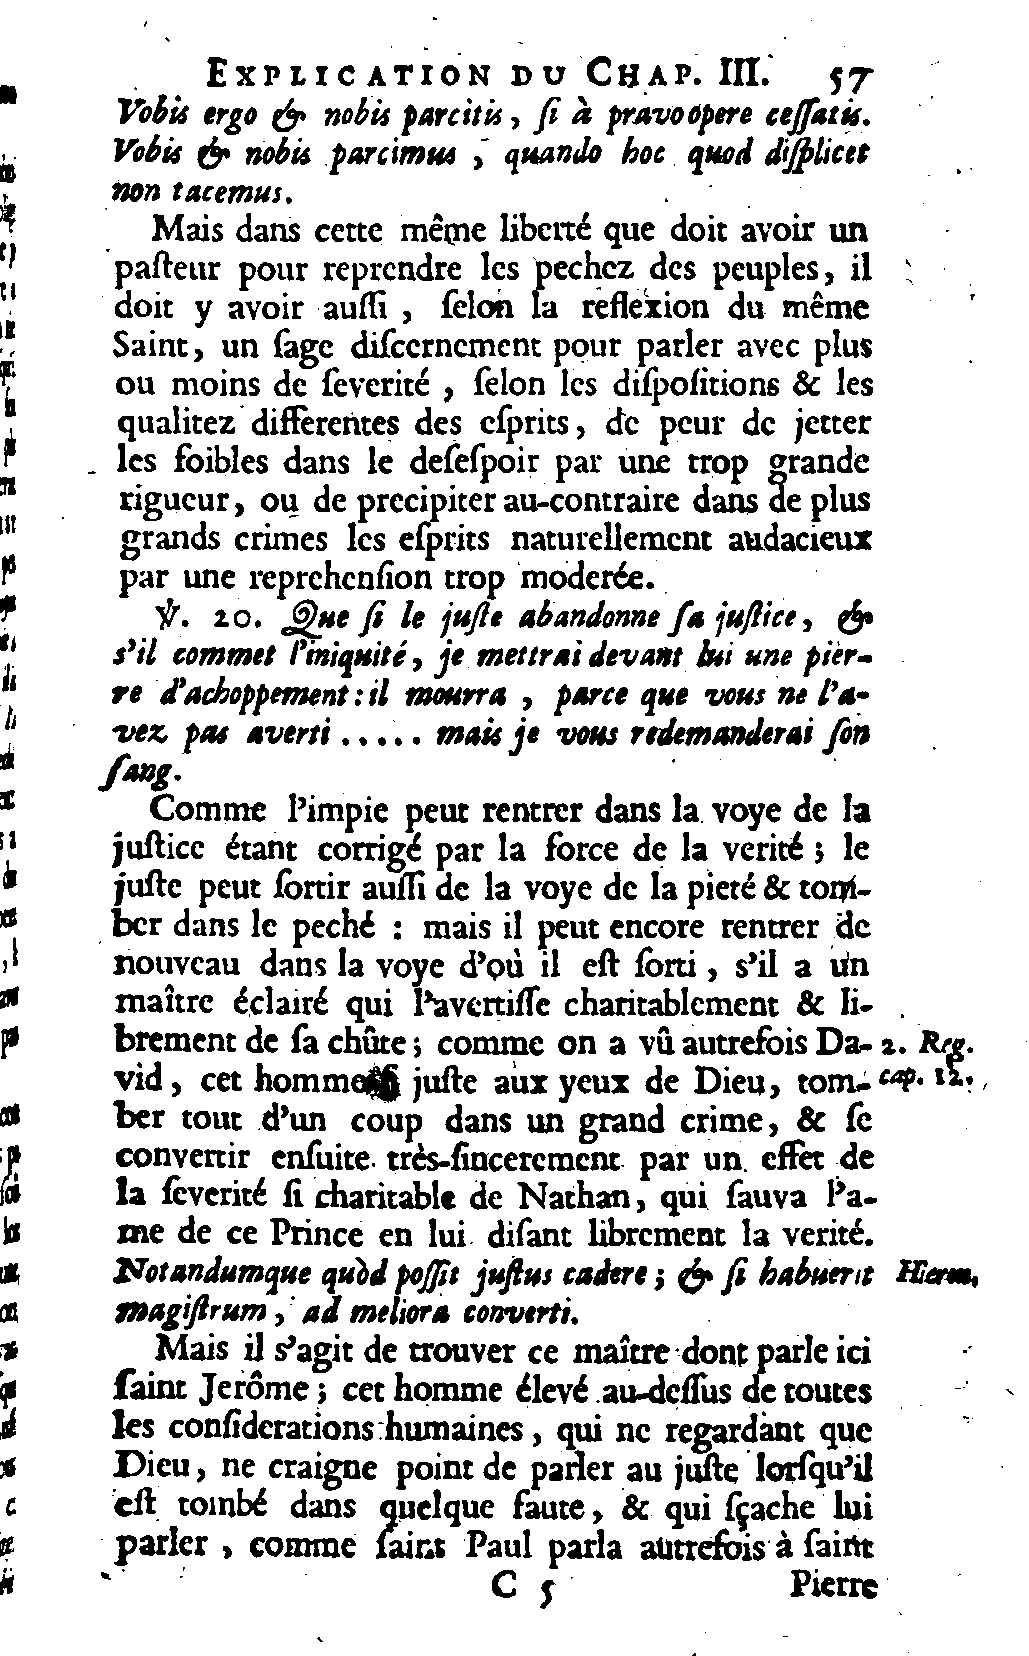 EXPLICATION DU CHAP. III. 57
Vobis ergo & nobis parcitis, ſi à pravo opere ceſſatis.
Vobis & nobis parcimus, quando hoc quod diſplicet
non tacemus.
Mais dans cette même liberté que doit avoir un
paſteur pour reprendre les pechez des peuples, il
doit y avoir auſſi, ſelon la reflexion du même
Saint, un ſage diſcernement pour parler avec plus
ou moins de ſeverité, ſelon les diſpoſitions & les
qualitez differentes des eſprits, de peur de jetter
les foibles dans le deſeſpoir par une trop grande
rigueur, ou de precipiter au-contraire dans de plus
grands crimes les eſprits naturellement audacieux
par une reprehenſion trop moderée.
℣. 20. Que ſi le juſte abandonne ſa juſtice, &
s'il commet l'iniquité, je mettrai devant lui une pier-
re d'achoppement: il mourra, parce que vous ne l'a-
vez pas averti ..... mais je vous redemanderai ſon
ſang.
Comme l'impie peut rentrer dans la voye de la
juſtice étant corrigé par la force de la verité; le
juſte peut ſortir auſſi de la voye de la pieté & tom-
ber dans le peché : mais il peut encore rentrer de
nouveau dans la voye d'où il eſt ſorti, s'il a un
maître éclairé qui l'avertiſſe charitablement & li-
brement de ſa chûte; comme on a vû autrefois Da- 2. Reg.
vid, cet homme ſi juſte aux yeux de Dieu, tom- cap. 12.
ber tout d'un coup dans un grand crime, & ſe
convertir enſuite très-ſincerement par un effet de
la ſeverité ſi charitable de Nathan, qui ſauva l'a-
me de ce Prince en lui diſant librement la verité.
Notandumque quòd poſſit juſtus cadere; & ſi habuerit Hieron.
magiſtrum, ad meliora converti.
Mais il s'agit de trouver ce maître dont parle ici
ſaint Jerôme; cet homme élevé au-deſſus de toutes
les conſiderations humaines, qui ne regardant que
Dieu, ne craigne point de parler au juſte lorſqu'il
eſt tombé dans quelque faute, & qui ſçache lui
parler, comme ſaint Paul parla autrefois à ſaint
C 5 Pierre